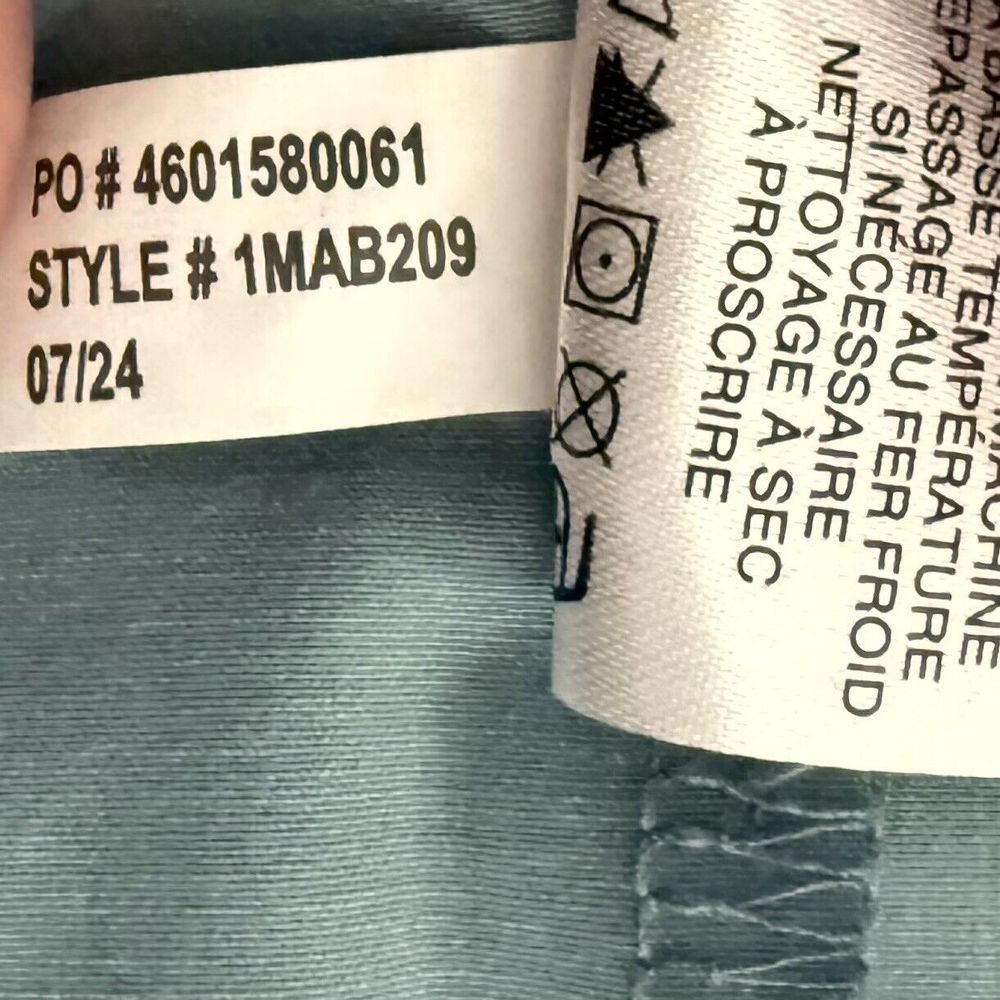 PO # 4601580061
STYLE # 1MAB209
07/24
BASSE TEMPÉRATURE
REPASSAGE AU FER FROID
SI NÉCESSAIRE
NETTOYAGE À SEC
À PROSCRIRE